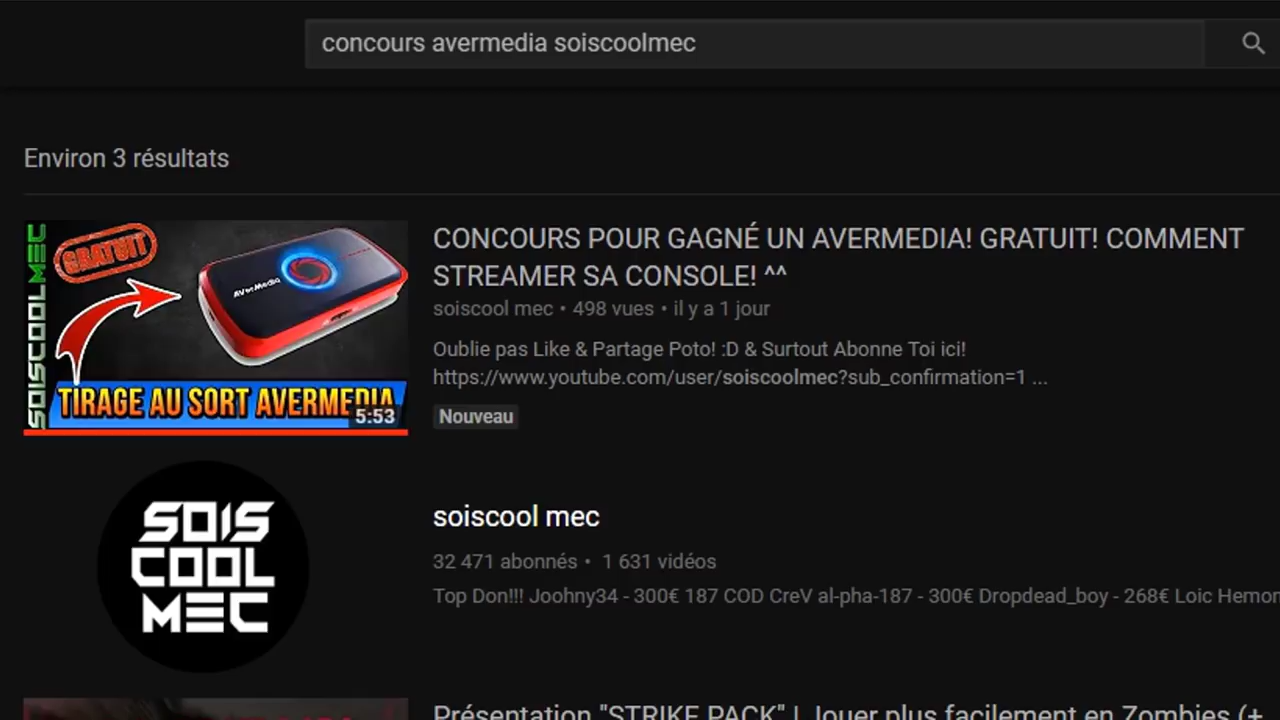 concours avermedia soiscoolmec
Environ 3 résultats
SOISCOOLMEC
GRATUIT
AVerMedia
TIRAGE AU SORT AVERMEDIA
5:53
CONCOURS POUR GAGNÉ UN AVERMEDIA! GRATUIT! COMMENT
STREAMER SA CONSOLE! ^^
soiscool mec • 498 vues • il y a 1 jour
Oublie pas Like & Partage Poto! :D & Surtout Abonne Toi ici!
https://www.youtube.com/user/soiscoolmec?sub_confirmation=1 ...
Nouveau
SOIS
COOL
MEC
soiscool mec
32 471 abonnés • 1 631 vidéos
Top Don!!! Joohny34 - 300€ 187 COD CreV al-pha-187 - 300€ Dropdead_boy - 268€ Loic Hemon
Présentation "STRIKE PACK" | Jouer plus facilement en Zombies (+